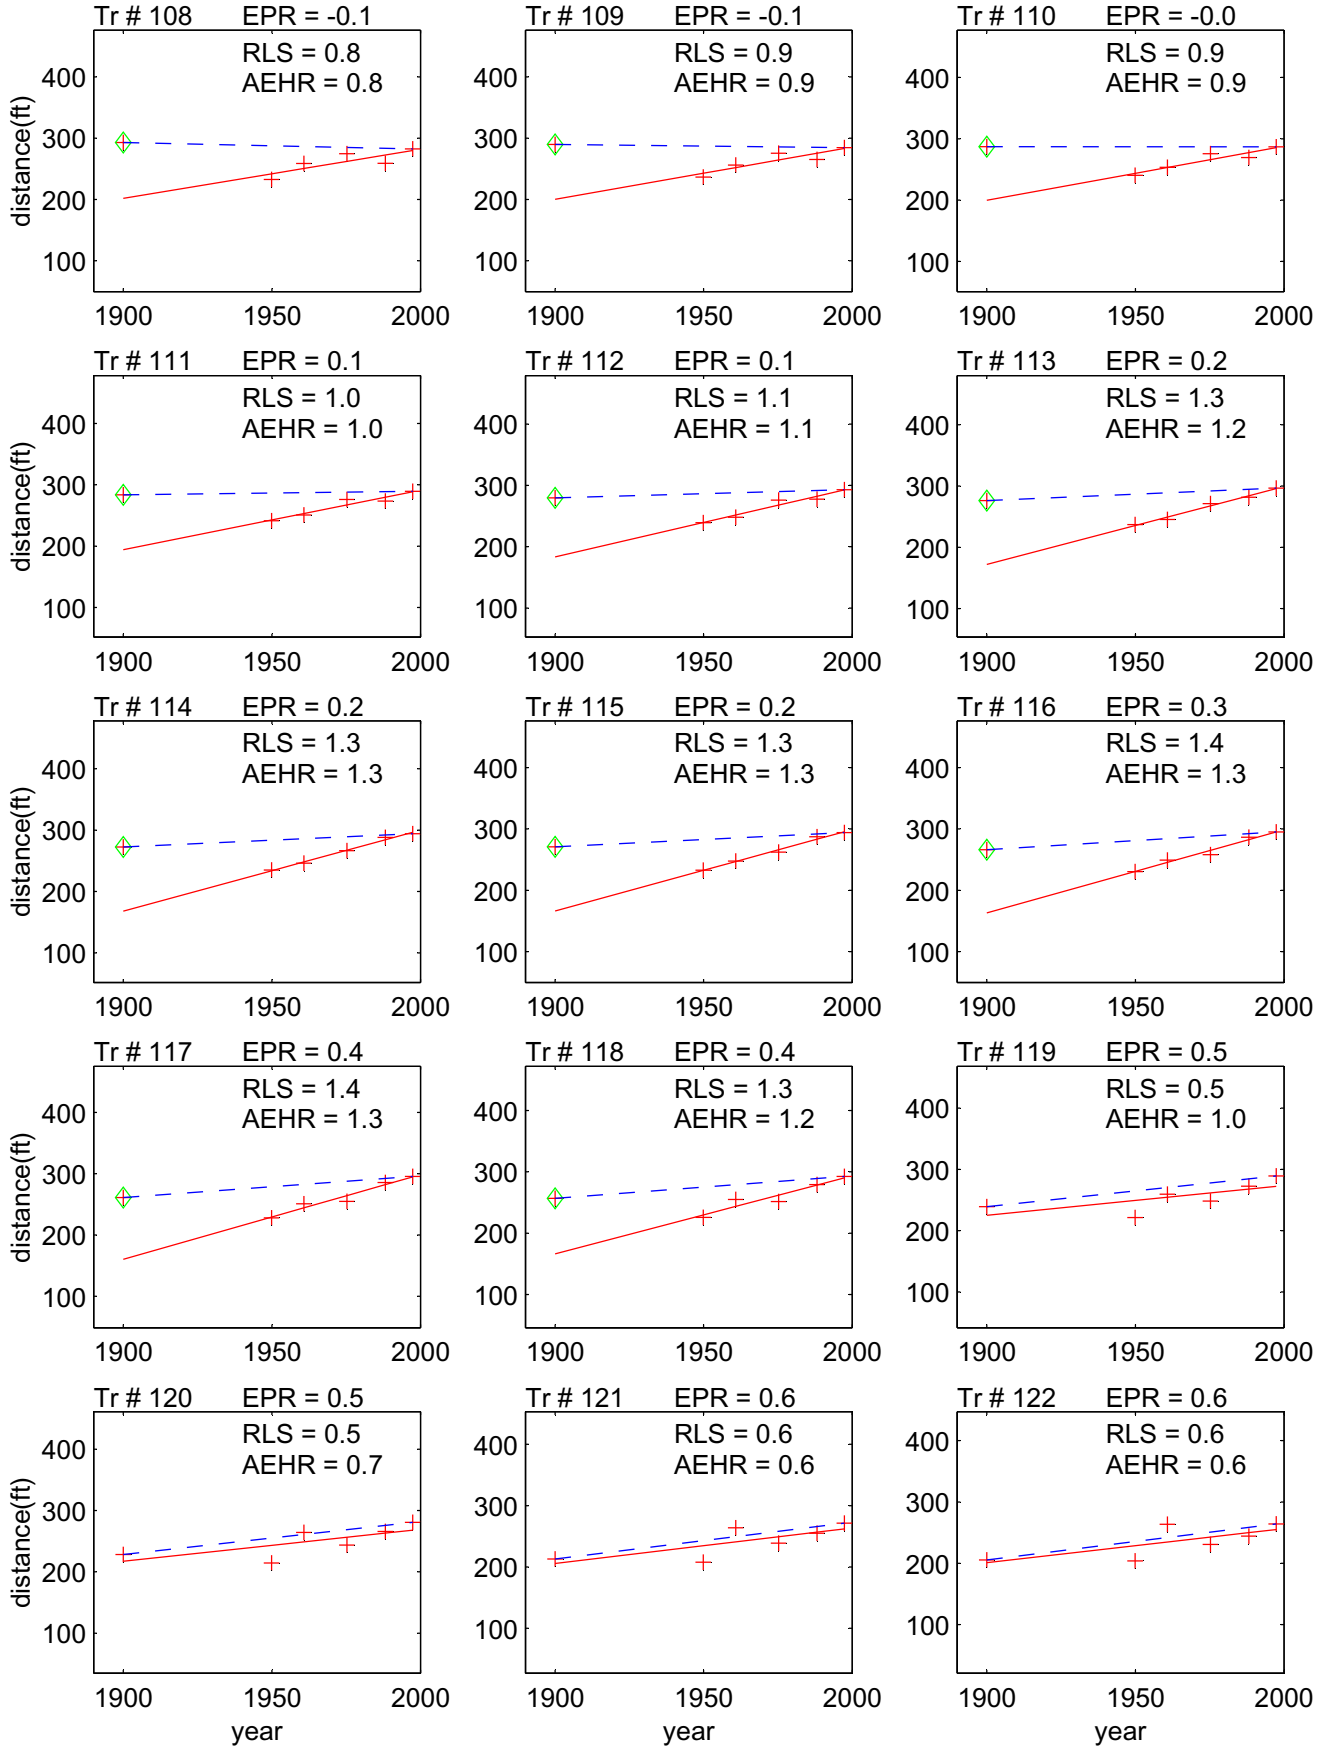 Tr # 108 EPR = -0.1 Tr # 109 EPR = -0.1 Tr # 110 EPR = -0.0
RLS = 0.8 RLS = 0.9 RLS = 0.9
AEHR = 0.8 AEHR = 0.9 AEHR = 0.9
400 400 400
300 300 300
200 200 200
100 100 100
distance(ft)
1900 1950 2000 1900 1950 2000 1900 1950 2000
Tr # 111 EPR = 0.1 Tr # 112 EPR = 0.1 Tr # 113 EPR = 0.2
RLS = 1.0 RLS = 1.1 RLS = 1.3
AEHR = 1.0 AEHR = 1.1 AEHR = 1.2
400 400 400
300 300 300
200 200 200
100 100 100
distance(ft)
1900 1950 2000 1900 1950 2000 1900 1950 2000
Tr # 114 EPR = 0.2 Tr # 115 EPR = 0.2 Tr # 116 EPR = 0.3
RLS = 1.3 RLS = 1.3 RLS = 1.4
AEHR = 1.3 AEHR = 1.3 AEHR = 1.3
400 400 400
300 300 300
200 200 200
100 100 100
distance(ft)
1900 1950 2000 1900 1950 2000 1900 1950 2000
Tr # 117 EPR = 0.4 Tr # 118 EPR = 0.4 Tr # 119 EPR = 0.5
RLS = 1.4 RLS = 1.3 RLS = 0.5
AEHR = 1.3 AEHR = 1.2 AEHR = 1.0
400 400 400
300 300 300
200 200 200
100 100 100
distance(ft)
1900 1950 2000 1900 1950 2000 1900 1950 2000
Tr # 120 EPR = 0.5 Tr # 121 EPR = 0.6 Tr # 122 EPR = 0.6
RLS = 0.5 RLS = 0.6 RLS = 0.6
AEHR = 0.7 AEHR = 0.6 AEHR = 0.6
400 400 400
300 300 300
200 200 200
100 100 100
distance(ft)
1900 1950 2000 1900 1950 2000 1900 1950 2000
year year year